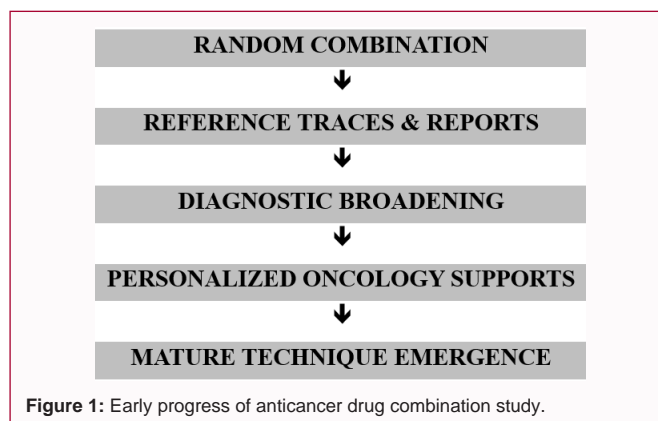 RANDOM COMBINATION
REFERENCE TRACES & REPORTS
DIAGNOSTIC BROADENING
PERSONALIZED ONCOLOGY SUPPORTS
MATURE TECHNIQUE EMERGENCE
Figure 1: Early progress of anticancer drug combination study.